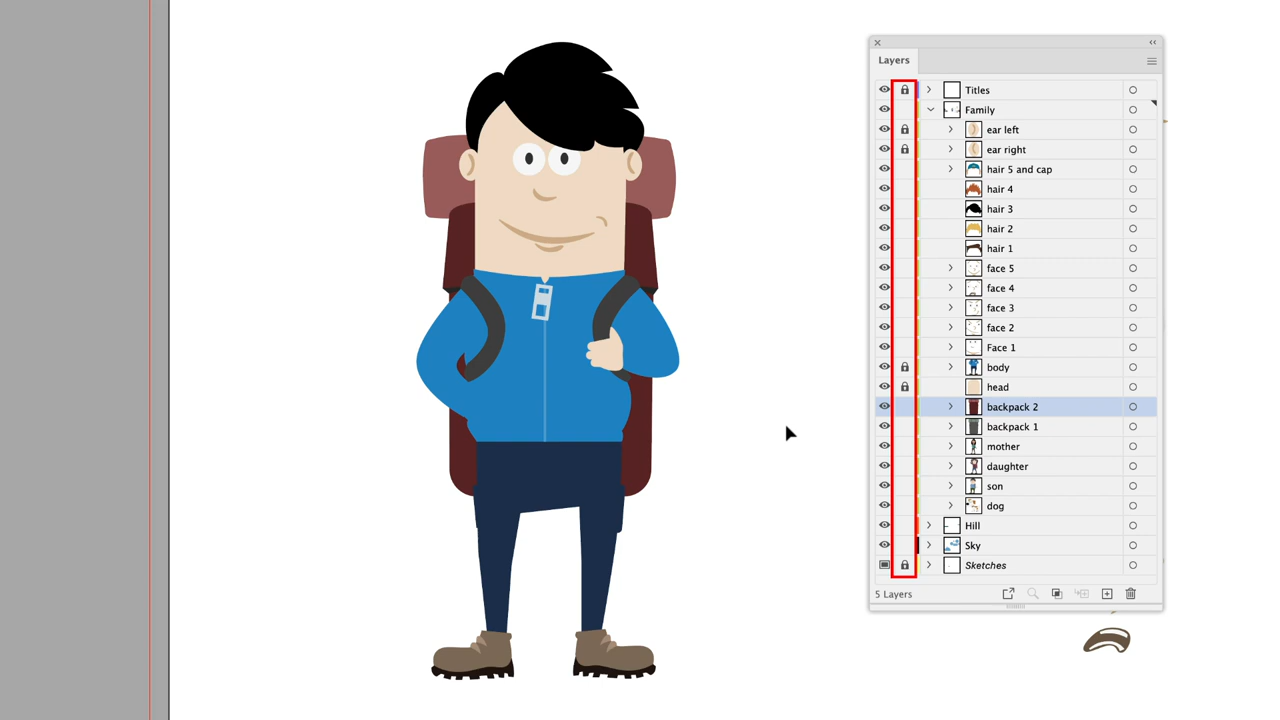 Layers
Titles
Family
ear left
ear right
hair 5 and cap
hair 4
hair 3
hair 2
hair 1
face 5
face 4
face 3
face 2
Face 1
body
head
backpack 2
backpack 1
mother
daughter
son
dog
Hill
Sky
Sketches
5 Layers